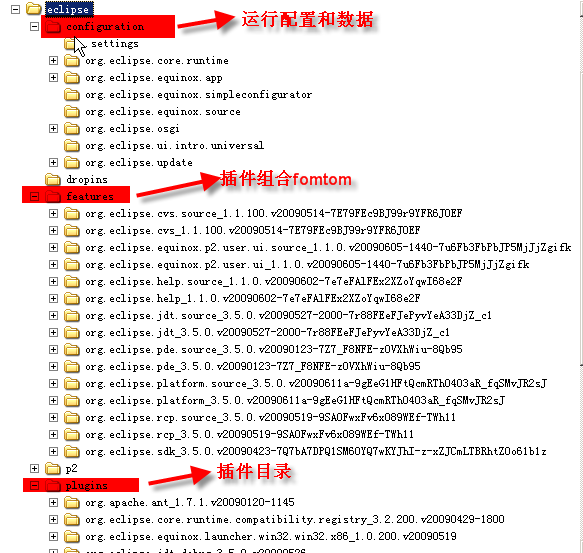 eclipse
configuration
运行配置和数据
.settings
org.eclipse.core.runtime
org.eclipse.equinox.app
org.eclipse.equinox.simpleconfigurator
org.eclipse.equinox.source
org.eclipse.osgi
org.eclipse.ui.intro.universal
org.eclipse.update
dropins
插件组合fomtom
features
org.eclipse.cvs.source_1.1.100.v20090514-7E79FEc9BJ99r9YFR6JOEF
org.eclipse.cvs_1.1.100.v20090514-7E79FEc9BJ99r9YFR6JOEF
org.eclipse.equinox.p2.user.ui.source_1.1.0.v20090605-1440-7u6Fb3FbPbJP5MjJjZgifk
org.eclipse.equinox.p2.user.ui_1.1.0.v20090605-1440-7u6Fb3FbPbJP5MjJjZgifk
org.eclipse.help.source_1.1.0.v20090602-7e7eFAlFEx2XZoYqwI68e2F
org.eclipse.help_1.1.0.v20090602-7e7eFAlFEx2XZoYqwI68e2F
org.eclipse.jdt.source_3.5.0.v20090527-2000-7r88FEeFJePyvYeA33DjZ_c1
org.eclipse.jdt_3.5.0.v20090527-2000-7r88FEeFJePyvYeA33DjZ_c1
org.eclipse.pde.source_3.5.0.v20090123-7Z7_F8NFE-z0VXhWiu-8Qb95
org.eclipse.pde_3.5.0.v20090123-7Z7_F8NFE-z0VXhWiu-8Qb95
org.eclipse.platform.source_3.5.0.v20090611a-9gEeG1HFtQcmRTh0403aR_fqSMvJR2sJ
org.eclipse.platform_3.5.0.v20090611a-9gEeG1HFtQcmRTh0403aR_fqSMvJR2sJ
org.eclipse.rcp.source_3.5.0.v20090519-9SA0FwxFv6x089WEf-TWh11
org.eclipse.rcp_3.5.0.v20090519-9SA0FwxFv6x089WEf-TWh11
org.eclipse.sdk_3.5.0.v20090423-7Q7bA7DPQ1SM6OYQ7wKYJhI-z-xZJCmLTBRhtZOo61b1z
p2
插件目录
plugins
org.apache.ant_1.7.1.v20090120-1145
org.eclipse.core.runtime.compatibility.registry_3.2.200.v20090429-1800
org.eclipse.equinox.launcher.win32.win32.x86_1.0.200.v20090519